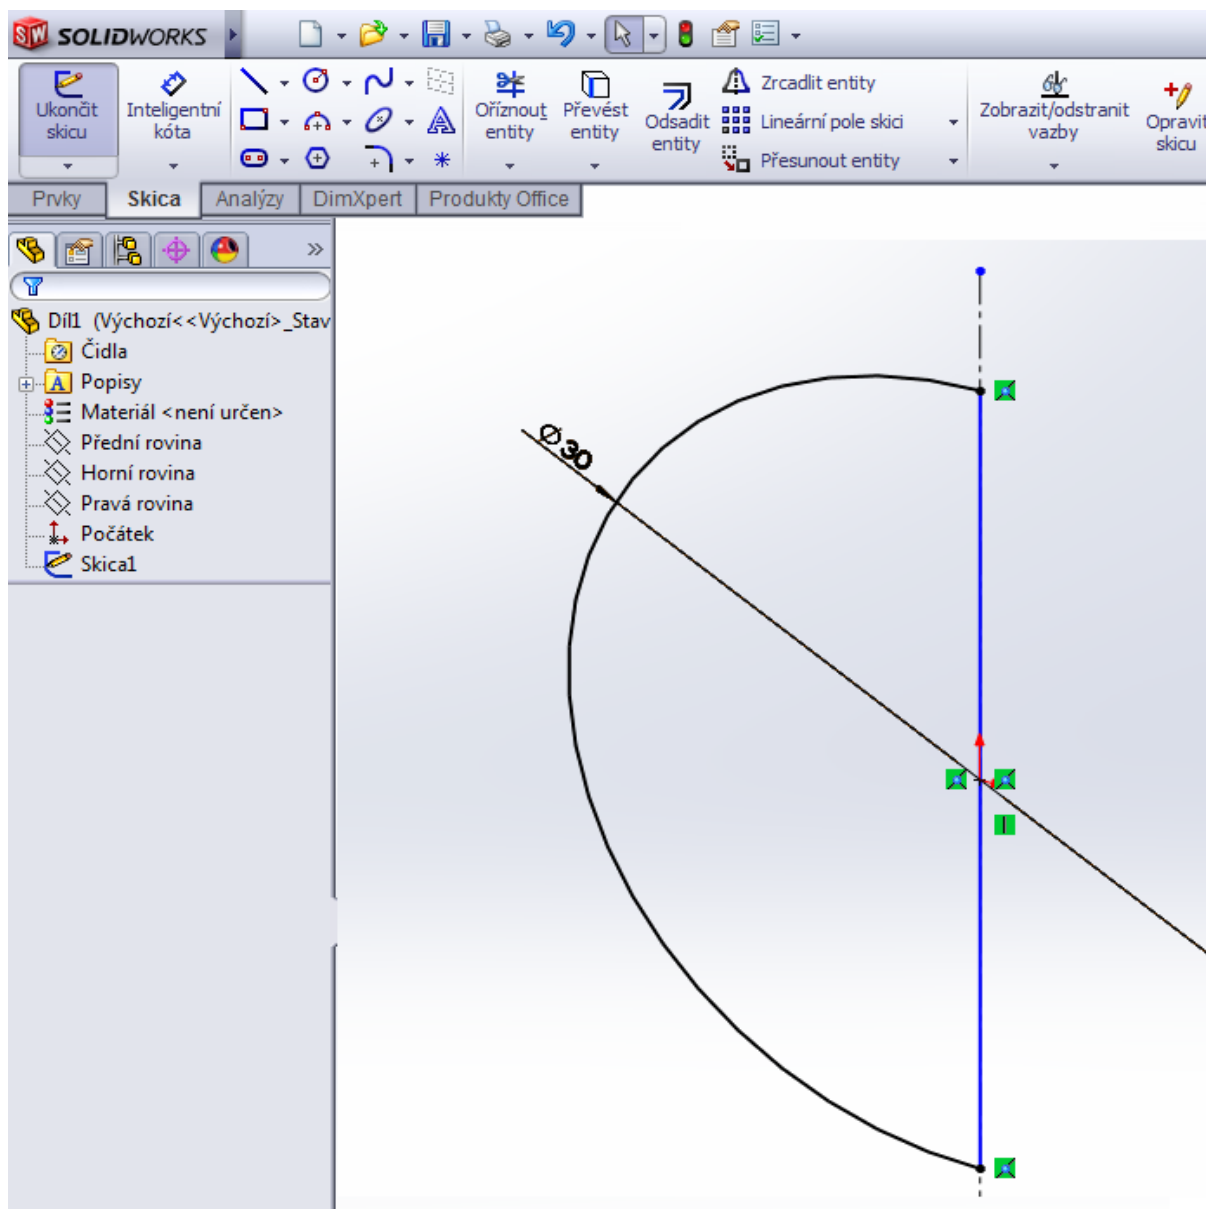 SOLIDWORKS
Ukončit skicu
Inteligentní kóta
Oříznout entity
Převést entity
Odsadit entity
Zrcadlit entity
Lineární pole skici
Přesunout entity
Zobrazit/odstranit vazby
Opravit skicu
Prvky
Skica
Analýzy
DimXpert
Produkty Office
Díl1 (Výchozí<<Výchozí>_Stav
Čidla
Popisy
Materiál <není určen>
Přední rovina
Horní rovina
Pravá rovina
Počátek
Skica1
Ø30